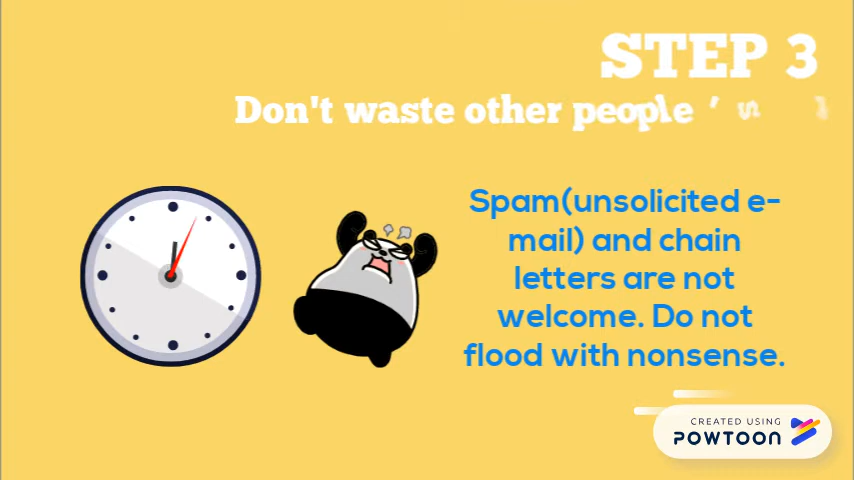 STEP 3
Don't waste other people's
Spam(unsolicited e-
mail) and chain
letters are not
welcome. Do not
flood with nonsense.
CREATED USING
POWTOON